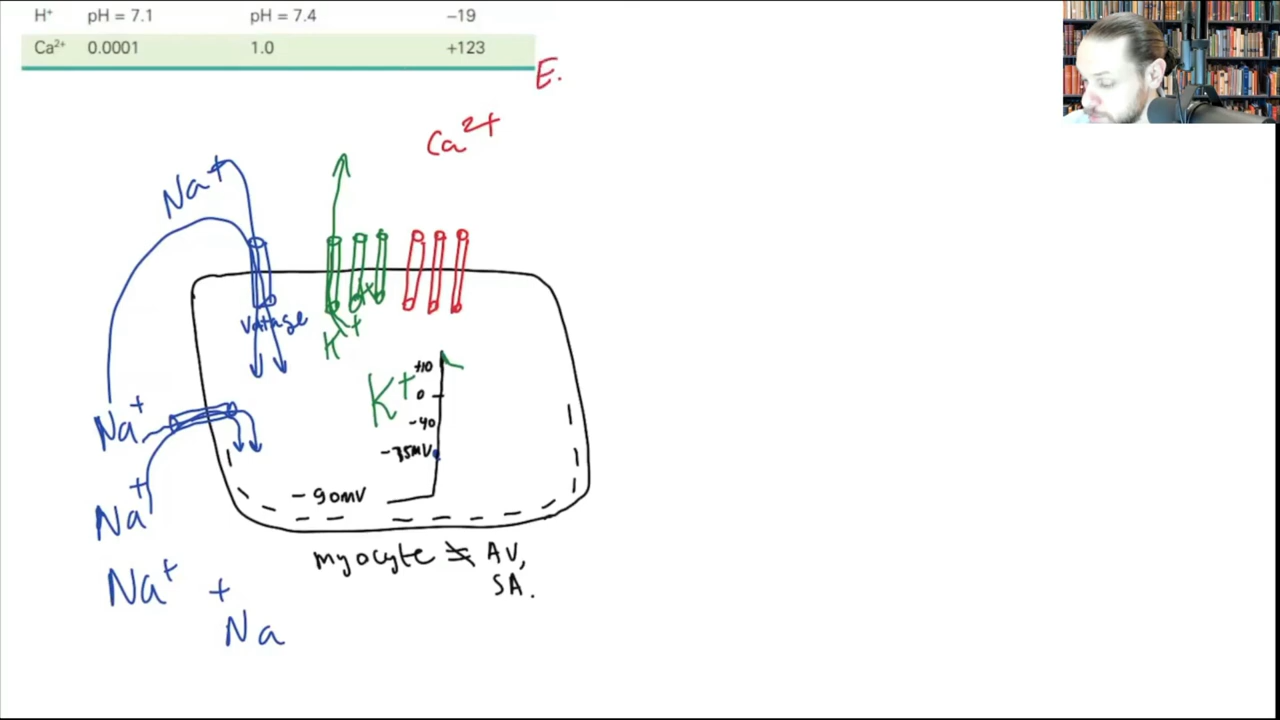 H⁺ pH = 7.1 pH = 7.4 –19
Ca²⁺ 0.0001 1.0 +123
E.
Ca²⁺
Na⁺
Voltage
K⁺
K⁺
+10
0
-40
-75mV
Na⁺
Na⁺
- 90mV
myocyte ≠ AV,
SA.
Na⁺
+
Na